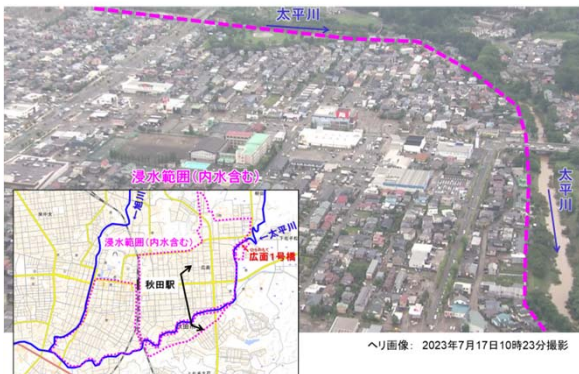 太平川
太平川
浸水範囲(内水含む)
旭川
太平川
浸水範囲(内水含む)
広面1号橋
秋田駅
ヘリ画像: 2023年7月17日10時23分撮影